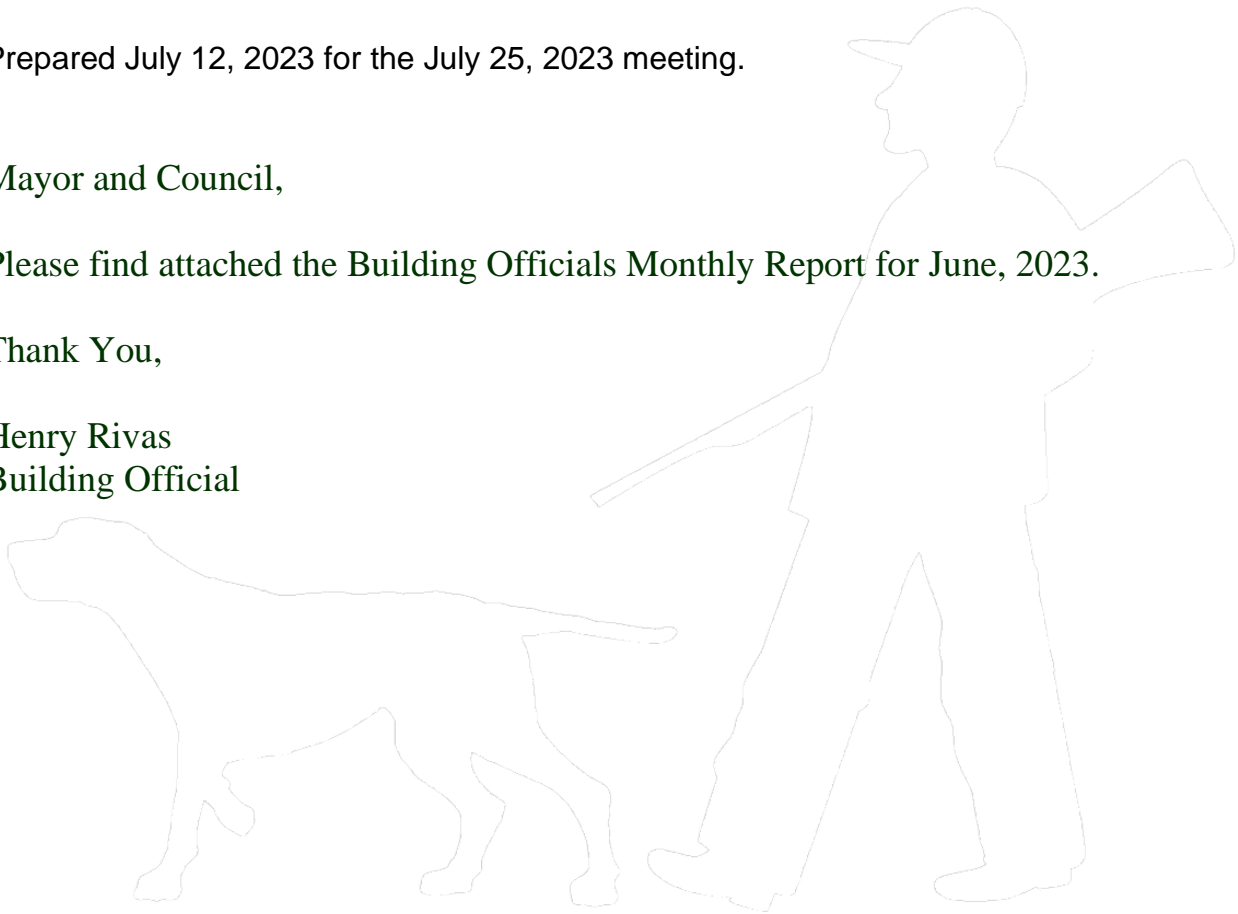 Prepared July 12, 2023 for the July 25, 2023 meeting.
Mayor and Council,
Please find attached the Building Officials Monthly Report for June, 2023.
Thank You,
Henry Rivas
Building Official